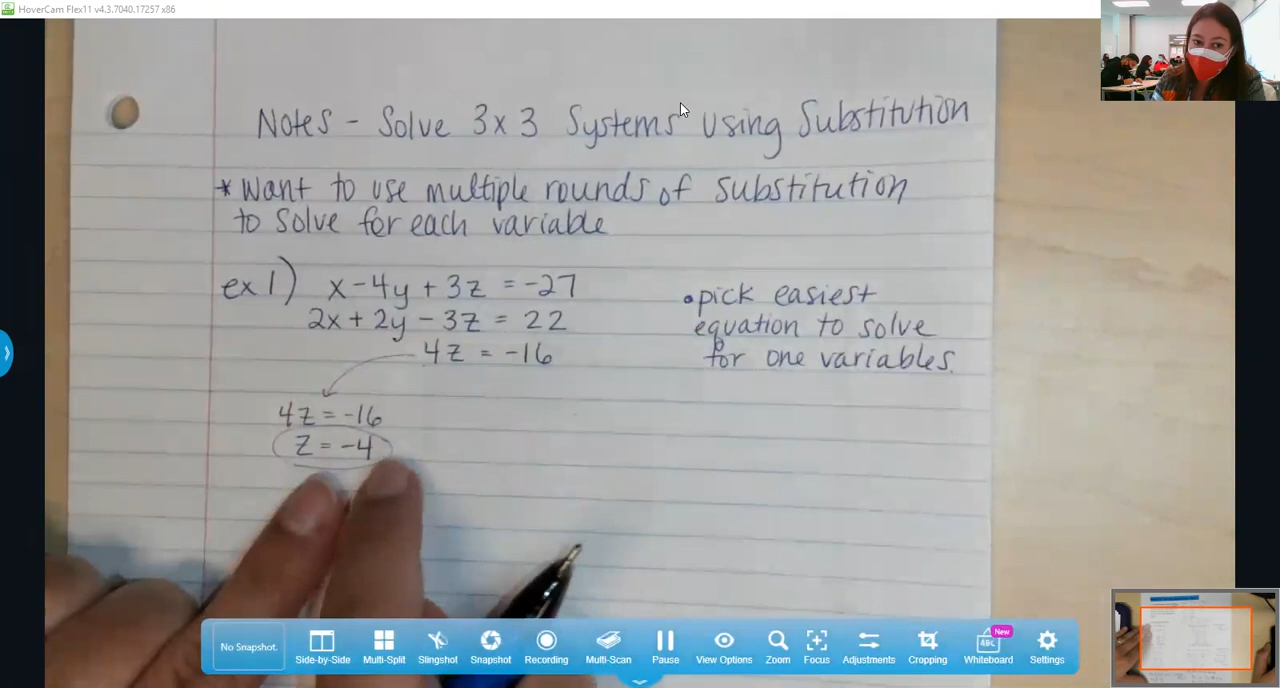 HoverCam Flex11 v4.3.7040.17257 x86
Notes - Solve 3x3 Systems using Substitution
* Want to use multiple rounds of substitution
to solve for each variable
ex 1) x - 4y + 3z = -27
2x + 2y - 3z = 22
4z = -16
• pick easiest
equation to solve
for one variables.
4z = -16
z = -4
No Snapshot.
Side-by-Side
Multi-Split
Slingshot
Snapshot
Recording
Multi-Scan
Pause
View Options
Zoom
Focus
Adjustments
Cropping
New
ABC
Whiteboard
Settings